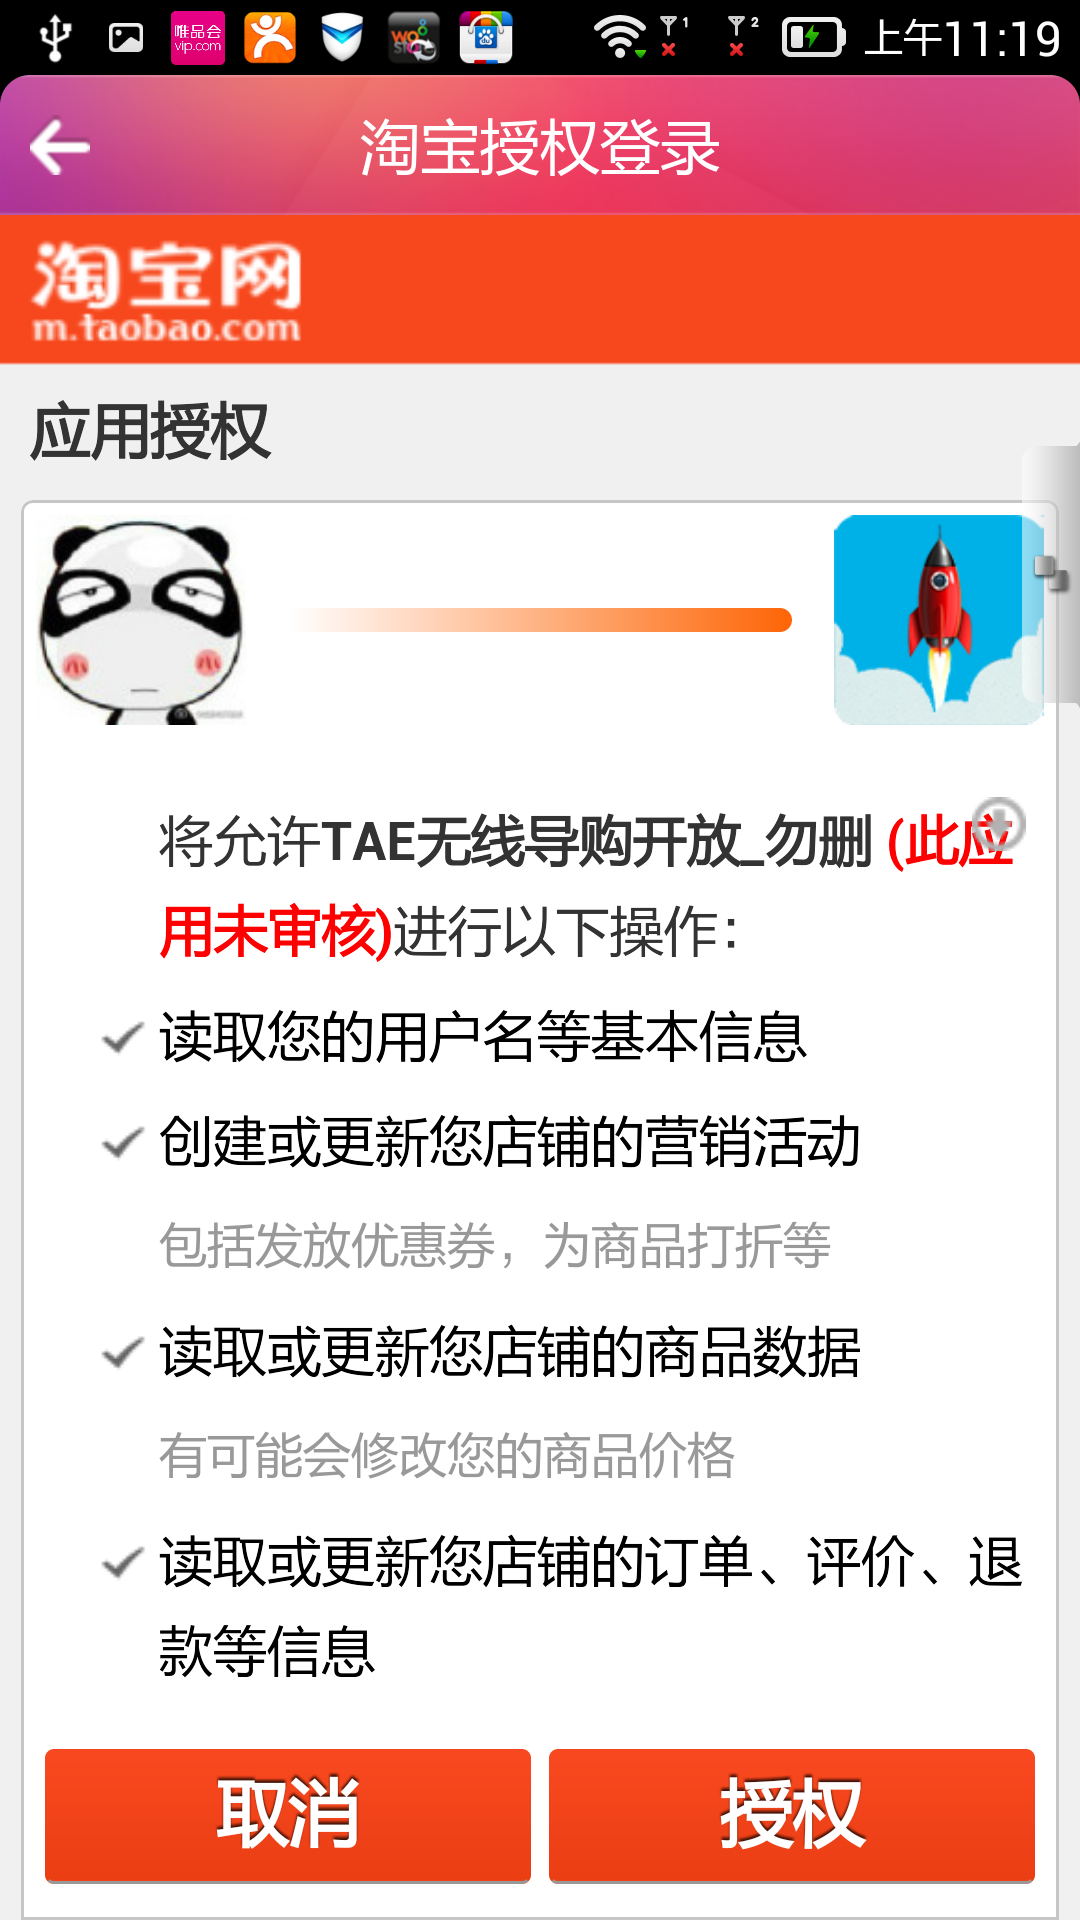 唯品会
vip.com
1
2
上午11:19
淘宝授权登录
淘宝网
m.taobao.com
应用授权
将允许TAE无线导购开放_勿删 (此应
用未审核)进行以下操作:
读取您的用户名等基本信息
创建或更新您店铺的营销活动
包括发放优惠券，为商品打折等
读取或更新您店铺的商品数据
有可能会修改您的商品价格
读取或更新您店铺的订单、评价、退
款等信息
取消
授权